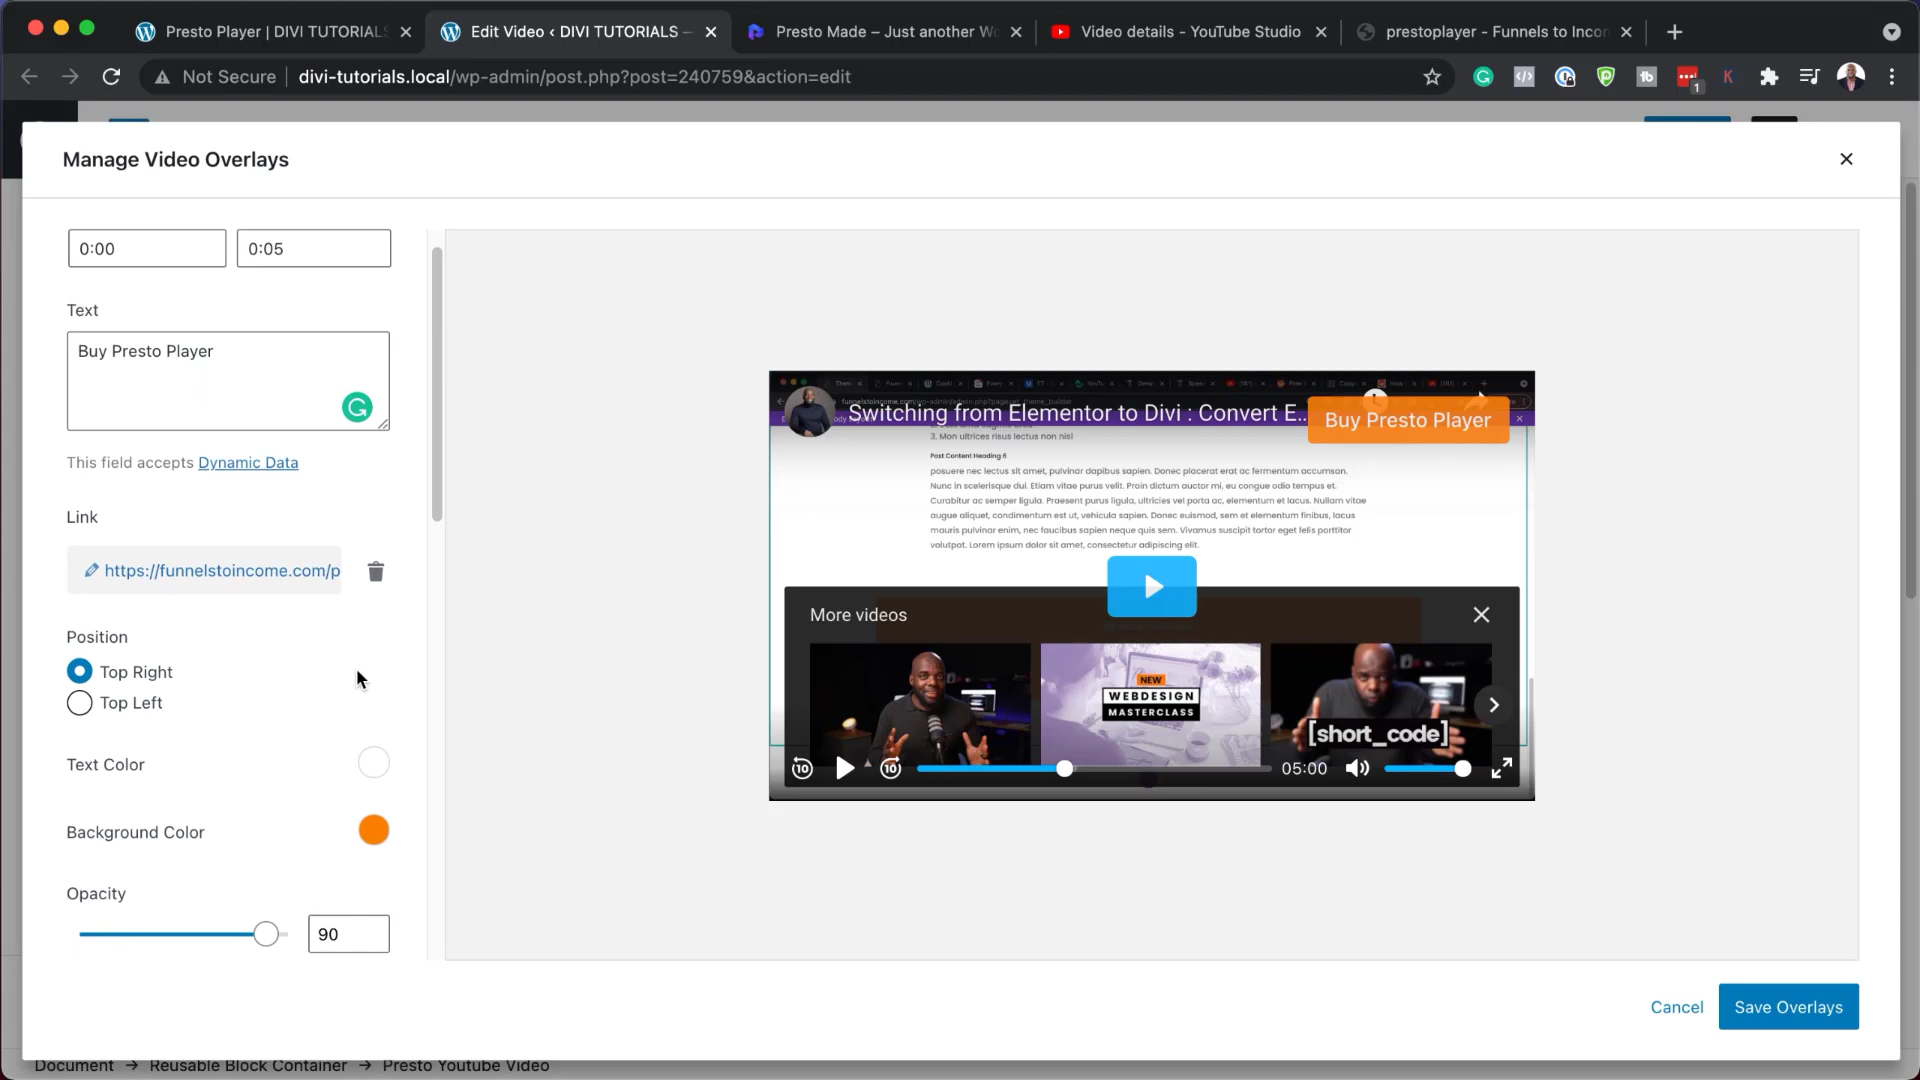 Presto Player | DIVI TUTORIALS
Edit Video ‹ DIVI TUTORIALS —
Presto Made – Just another Wo
Video details - YouTube Studio
prestoplayer - Funnels to Incon
Not Secure
divi-tutorials.local/wp-admin/post.php?post=240759&action=edit
1
Manage Video Overlays
0:00
0:05
Text
Buy Presto Player
This field accepts Dynamic Data
Link
https://funnelstoincome.com/p
Position
Top Right
Top Left
Text Color
Background Color
Opacity
90
Switching from Elementor to Divi : Convert E...
Buy Presto Player
3. Mon ultrices risus lectus non nisl
Post Content Heading 6
posuere nec lectus sit amet, pulvinar dapibus sapien. Donec placerat erat ac fermentum accumsan.
Nunc in scelerisque dui. Etiam vitae purus velit. Proin dictum auctor mi, eu congue odio tempus et.
Curabitur ac semper ligula. Praesent purus ligula, ultricies vel porta ac, elementum et lacus. Nullam vitae
augue aliquet, condimentum est ut, vehicula sapien. Donec euismod, sem et elementum finibus, lacus
mauris pulvinar enim, nec faucibus sapien neque quis sem. Vivamus suscipit tortor eget felis porttitor
volutpat. Lorem ipsum dolor sit amet, consectetur adipiscing elit.
More videos
NEW
WEBDESIGN
MASTERCLASS
[short_code]
10
10
05:00
Cancel
Save Overlays
Document → Reusable Block Container → Presto Youtube Video